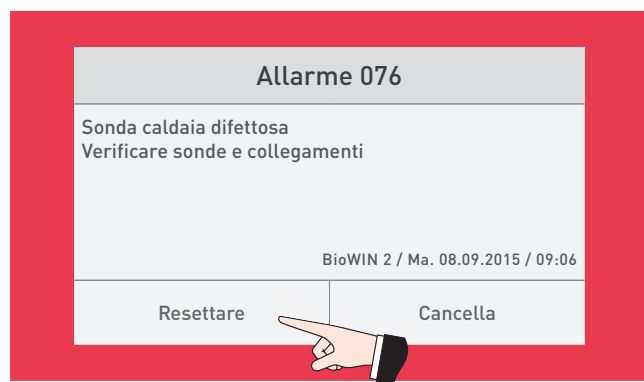 Allarme 076
Sonda caldaia difettosa
Verificare sonde e collegamenti
BioWIN 2 / Ma. 08.09.2015 / 09:06
Resettare
Cancella